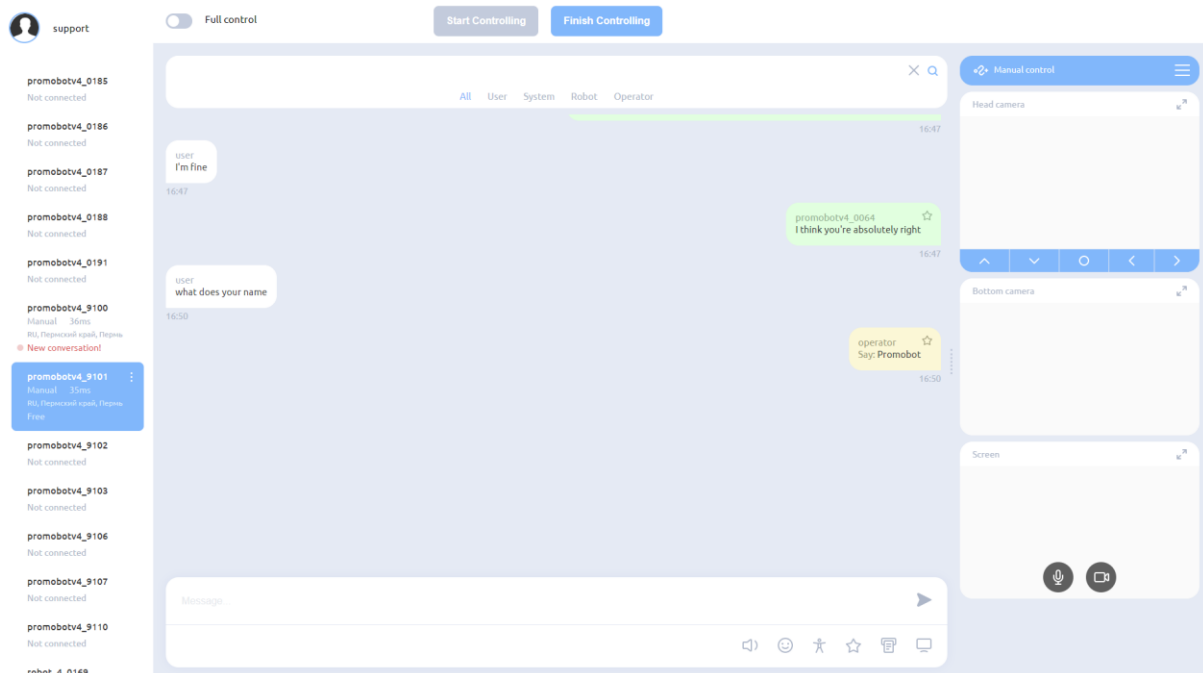 support
Full control
Start Controlling
Finish Controlling
promobotv4_0185
Not connected
promobotv4_0186
Not connected
promobotv4_0187
Not connected
promobotv4_0188
Not connected
promobotv4_0191
Not connected
promobotv4_9100
Manual 36ms
RU, Пермский край, Пермь
New conversation!
promobotv4_9101
Manual 35ms
RU, Пермский край, Пермь
Free
promobotv4_9102
Not connected
promobotv4_9103
Not connected
promobotv4_9106
Not connected
promobotv4_9107
Not connected
promobotv4_9110
Not connected
robot_4_0169
All User System Robot Operator
16:47
user
I'm fine
16:47
promobotv4_0064
I think you're absolutely right
16:47
user
what does your name
16:50
operator
Say: Promobot
16:50
Message...
Manual control
Head camera
Bottom camera
Screen